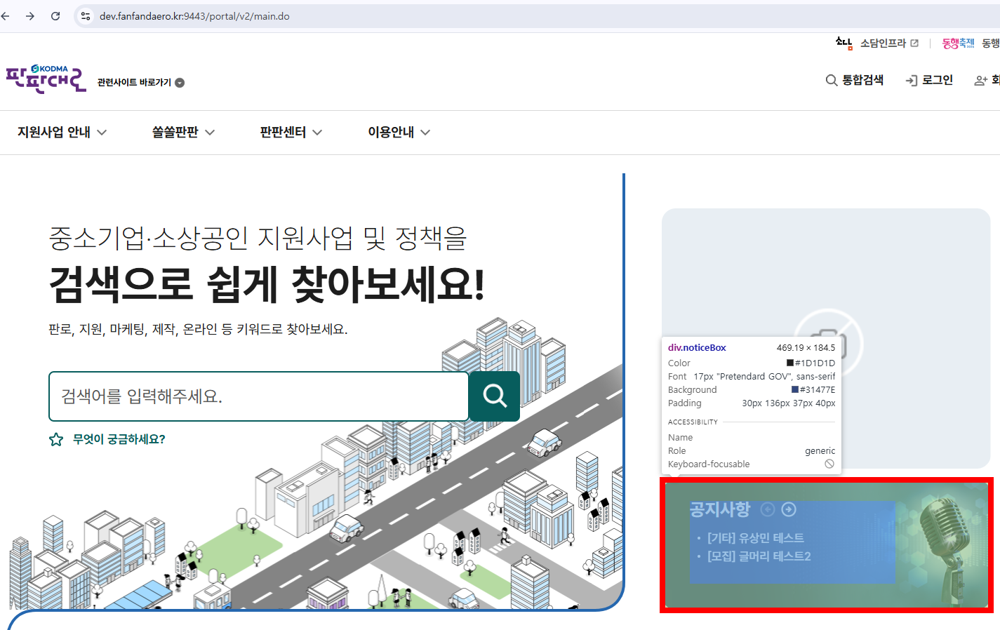 dev.fanfandaero.kr:9443/portal/v2/main.do
소담 소담인프라 동행축제 동행
KODMA
판판대로 관련사이트 바로가기
통합검색 로그인 회
지원사업 안내 쏠쏠판판 판판센터 이용안내
중소기업·소상공인 지원사업 및 정책을
검색으로 쉽게 찾아보세요!
판로, 지원, 마케팅, 제작, 온라인 등 키워드로 찾아보세요.
검색어를 입력해주세요.
무엇이 궁금하세요?
div.noticeBox 469.19 × 184.5
Color #1D1D1D
Font 17px "Pretendard GOV", sans-serif
Background #31477E
Padding 30px 136px 37px 40px
ACCESSIBILITY
Name
Role generic
Keyboard-focusable
공지사항
• [기타] 유상민 테스트
• [모집] 글머리 테스트2